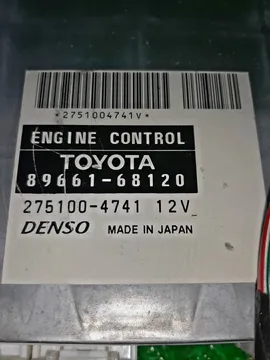 *2751004741V*
ENGINE CONTROL
TOYOTA
89661-68120
275100-4741 12V
DENSO MADE IN JAPAN